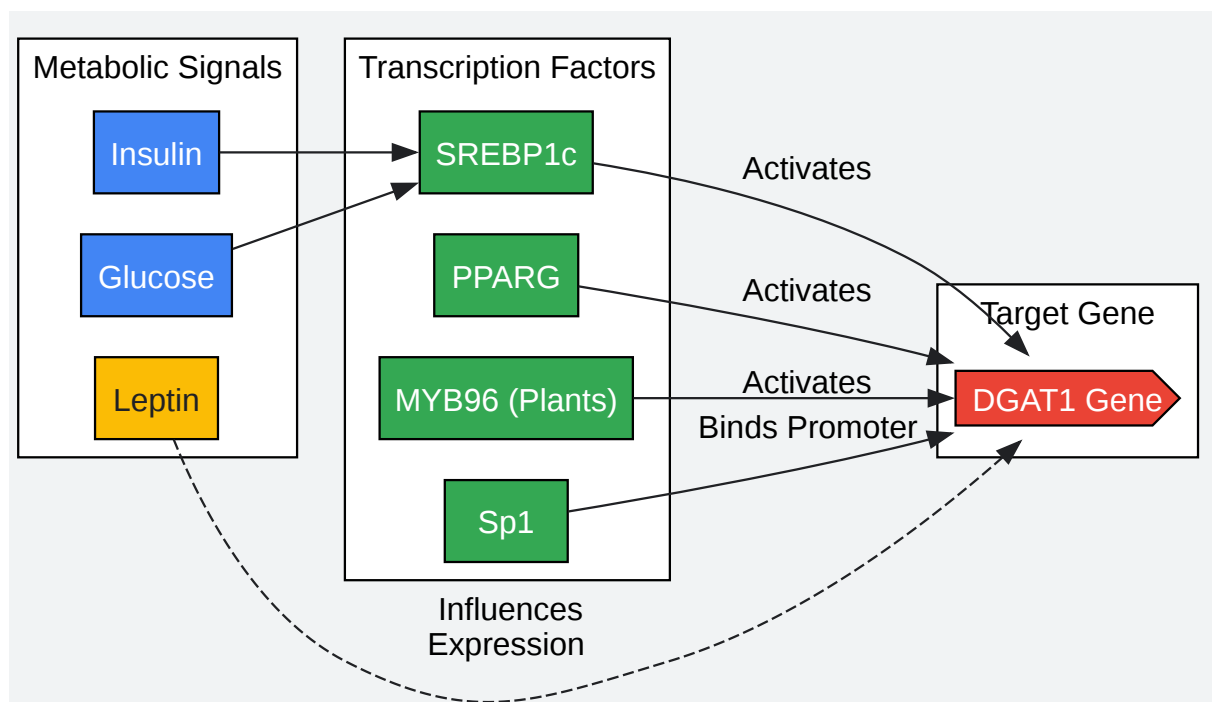 Metabolic Signals
Insulin
Glucose
Leptin
Transcription Factors
SREBP1c
PPARG
MYB96 (Plants)
Sp1
Activates
Activates
Activates
Binds Promoter
Influences
Expression
Target Gene
DGAT1 Gene